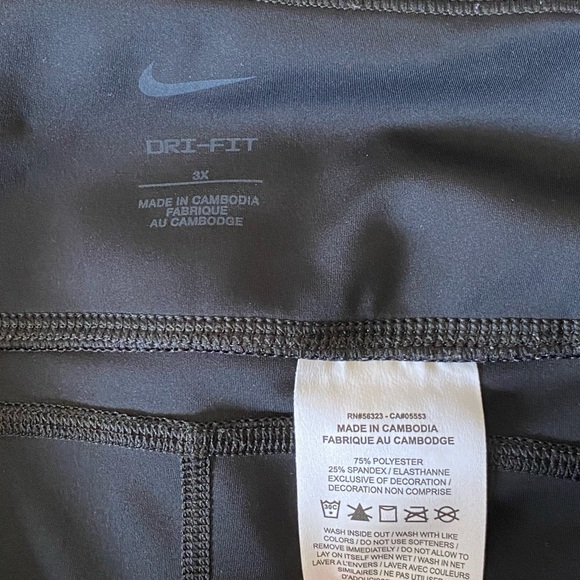 DRI-FIT
3X
MADE IN CAMBODIA
FABRIQUE
AU CAMBODGE
RN#56323 - CA#05553
MADE IN CAMBODIA
FABRIQUE AU CAMBODGE
75% POLYESTER
25% SPANDEX / ELASTHANNE
EXCLUSIVE OF DECORATION /
DECORATION NON COMPRISE
30C
WASH INSIDE OUT / WASH WITH LIKE
COLORS / DO NOT USE SOFTENERS /
REMOVE IMMEDIATELY / DO NOT ALLOW TO
LAY ON ITSELF WHEN WET / WASH IN NET
LAVER A L'ENVERS / LAVER AVEC COULEURS
SIMILAIRES / NE PAS UTILISER
D'ADOUCISSANT /